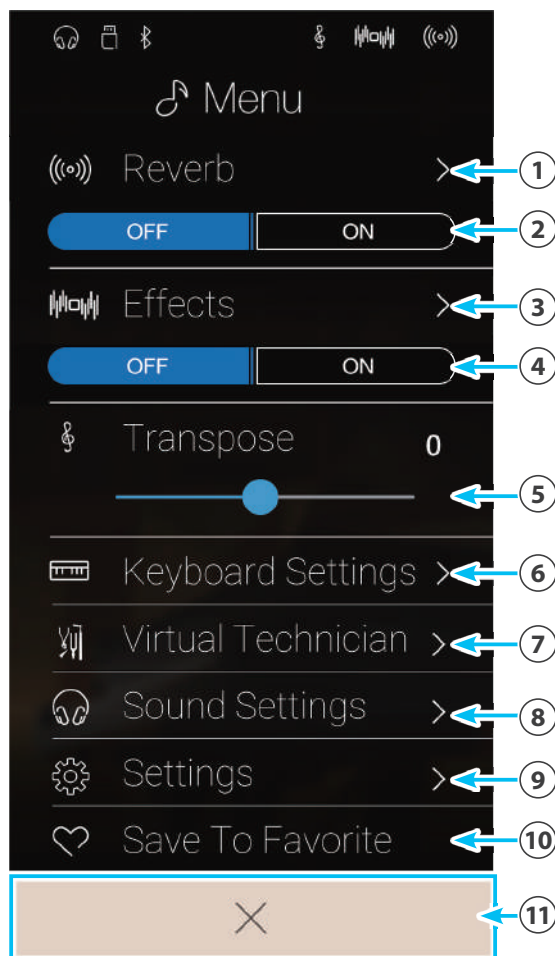 Menu
Reverb
1
OFF ON
2
Effects
3
OFF ON
4
Transpose 0
5
Keyboard Settings
6
Virtual Technician
7
Sound Settings
8
Settings
9
Save To Favorite
10
11